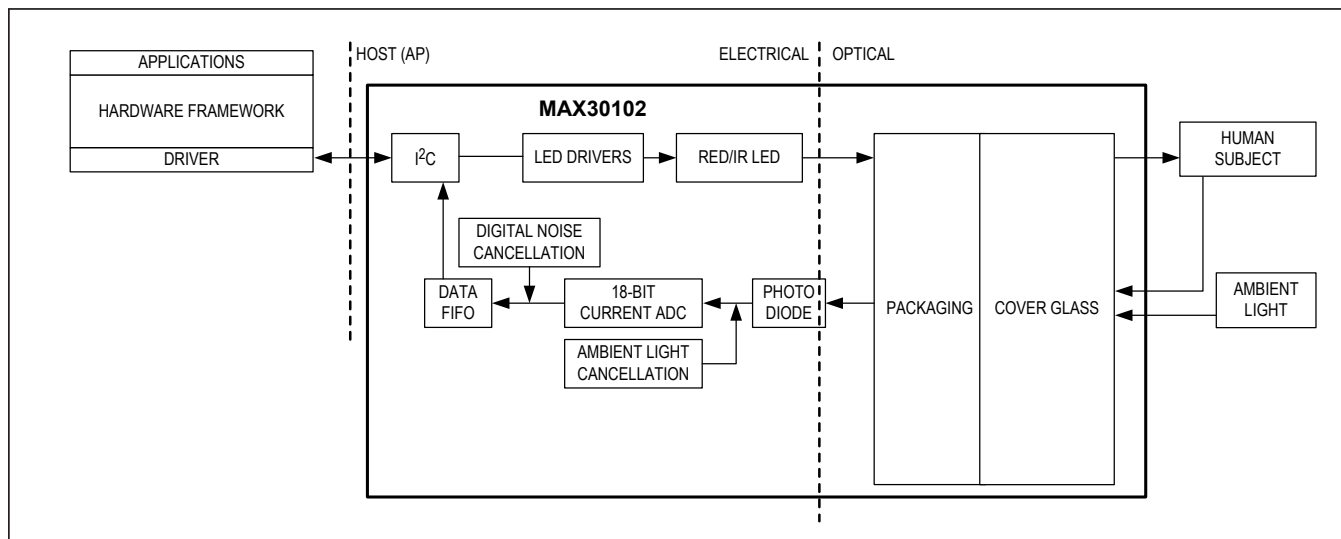 HOST (AP)
ELECTRICAL
OPTICAL
APPLICATIONS
HARDWARE FRAMEWORK
DRIVER
MAX30102
I²C
LED DRIVERS
RED/IR LED
HUMAN
SUBJECT
DIGITAL NOISE
CANCELLATION
DATA
FIFO
18-BIT
CURRENT ADC
PHOTO
DIODE
PACKAGING
COVER GLASS
AMBIENT
LIGHT
AMBIENT LIGHT
CANCELLATION